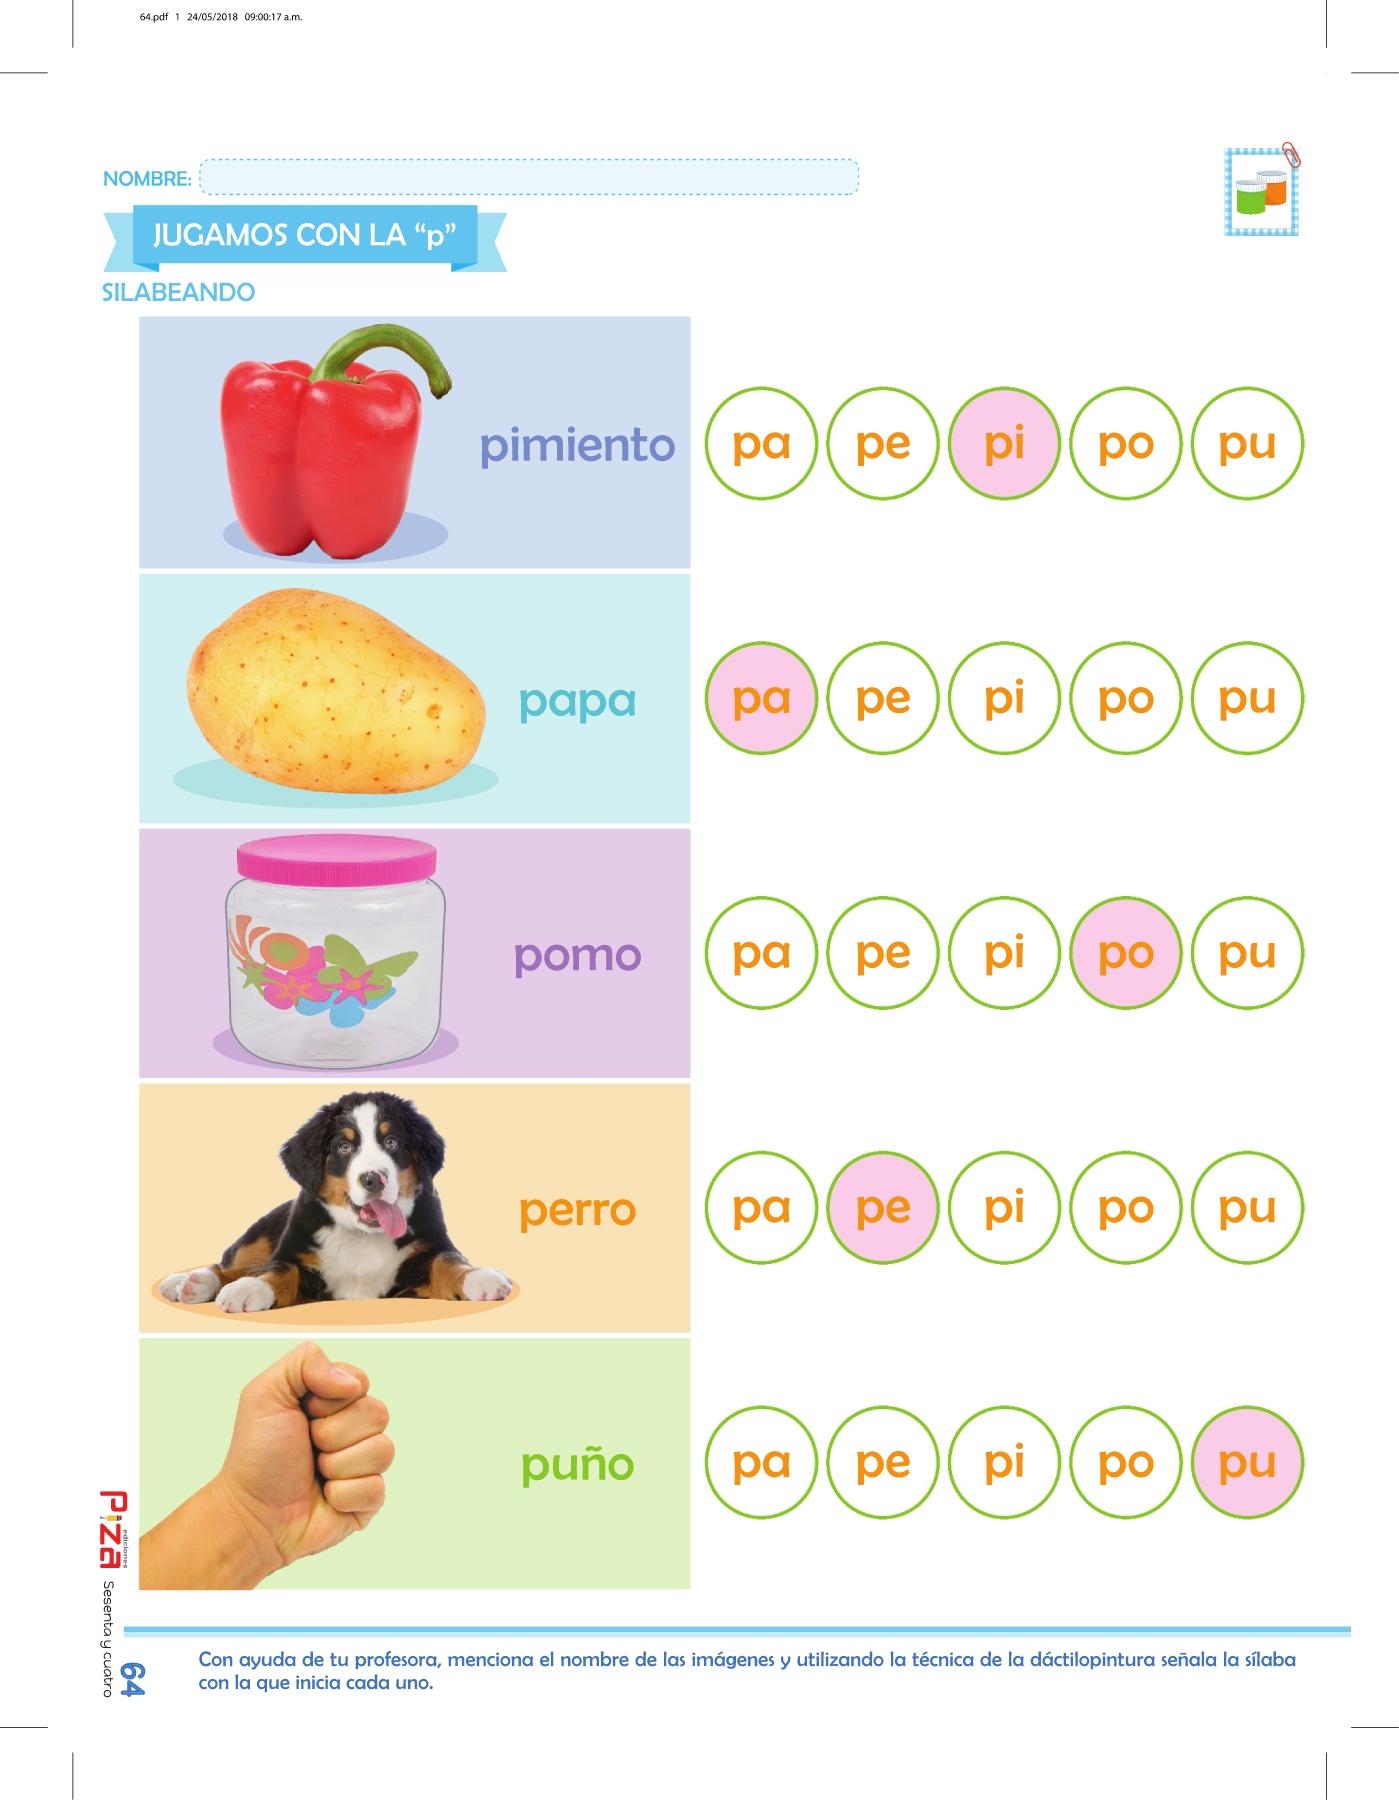 64.pdf 1 24/05/2018 09:00:17 a.m.
NOMBRE:
JUGAMOS CON LA “p”
SILABEANDO
pimiento pa pe pi po pu
papa pa pe pi po pu
pomo pa pe pi po pu
perro pa pe pi po pu
puño pa pe pi po pu
Piza ediciones
Sesenta y cuatro
64
Con ayuda de tu profesora, menciona el nombre de las imágenes y utilizando la técnica de la dáctilopintura señala la sílaba
con la que inicia cada uno.